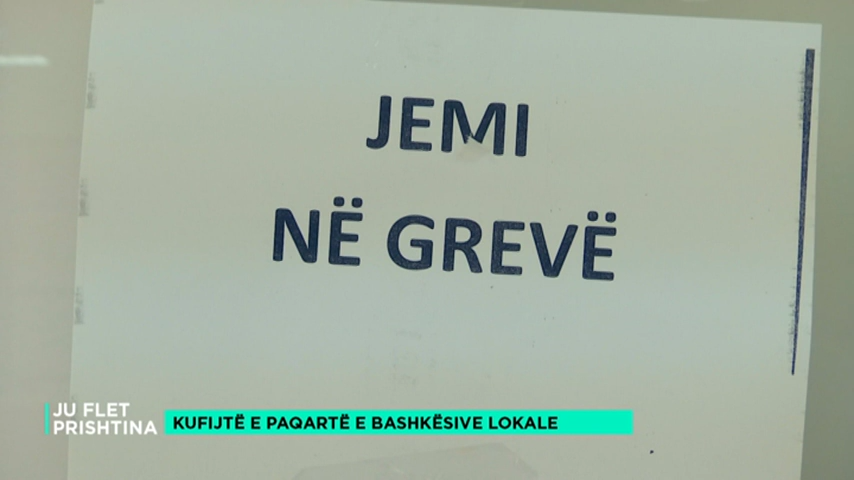 JEMI
NË GREVË
JU FLET
PRISHTINA
KUFIJTË E PAQARTË E BASHKËSIVE LOKALE